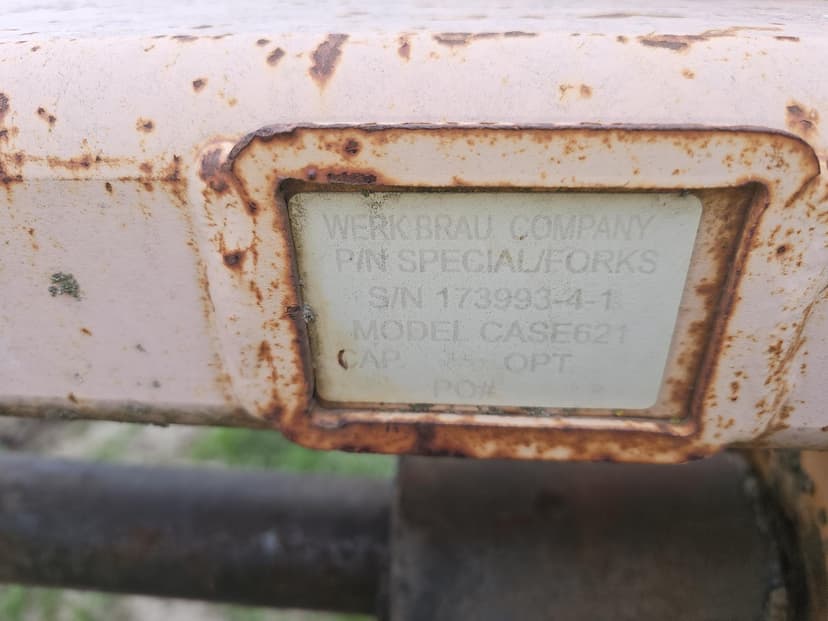 WERK-BRAU COMPANY
P/N SPECIAL/FORKS
S/N 173993-4-1
MODEL CASE621
CAP. OPT
PO#